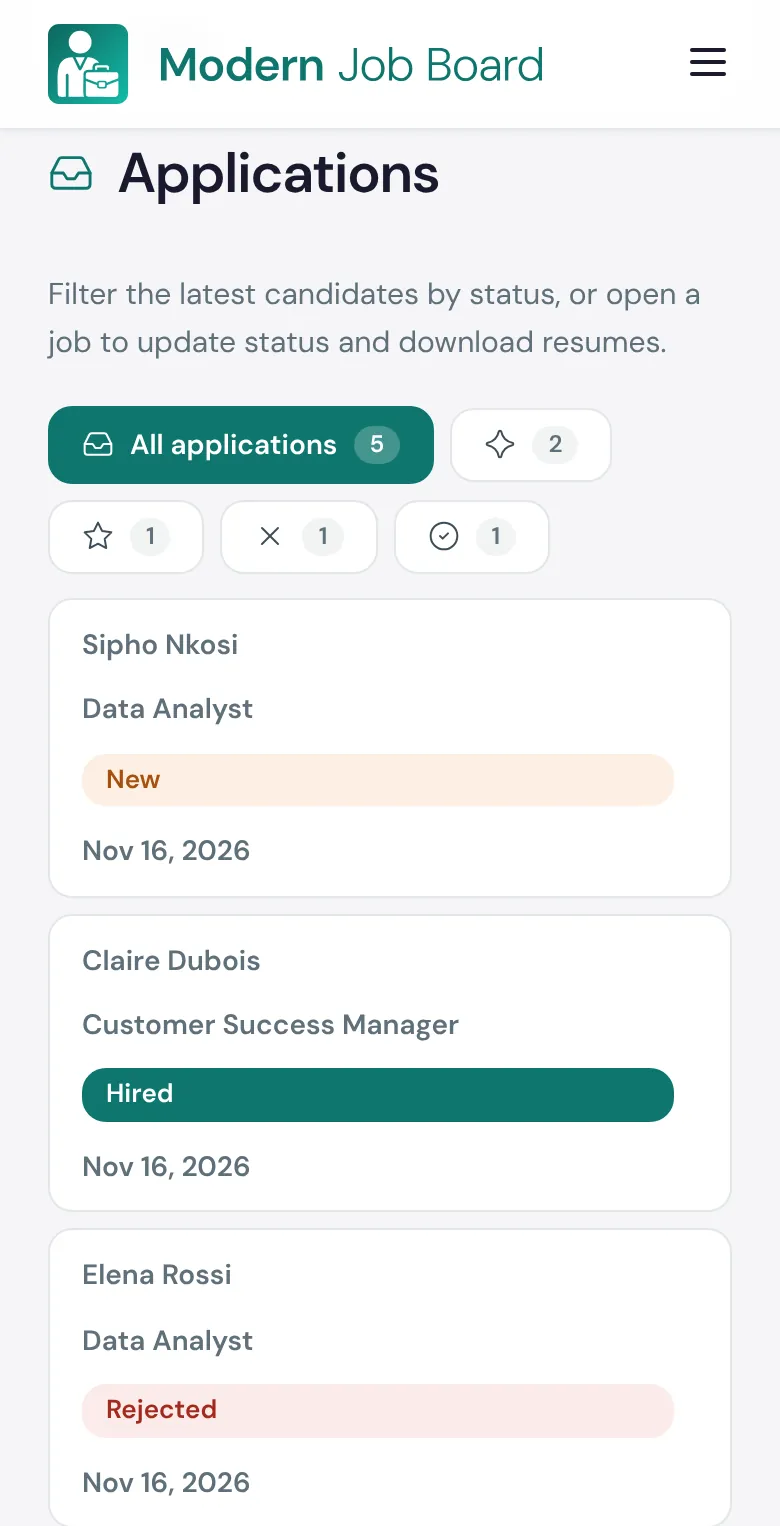 Modern Job Board
Applications
Filter the latest candidates by status, or open a
job to update status and download resumes.
All applications 5
2
1
1
1
Sipho Nkosi
Data Analyst
New
Nov 16, 2026
Claire Dubois
Customer Success Manager
Hired
Nov 16, 2026
Elena Rossi
Data Analyst
Rejected
Nov 16, 2026